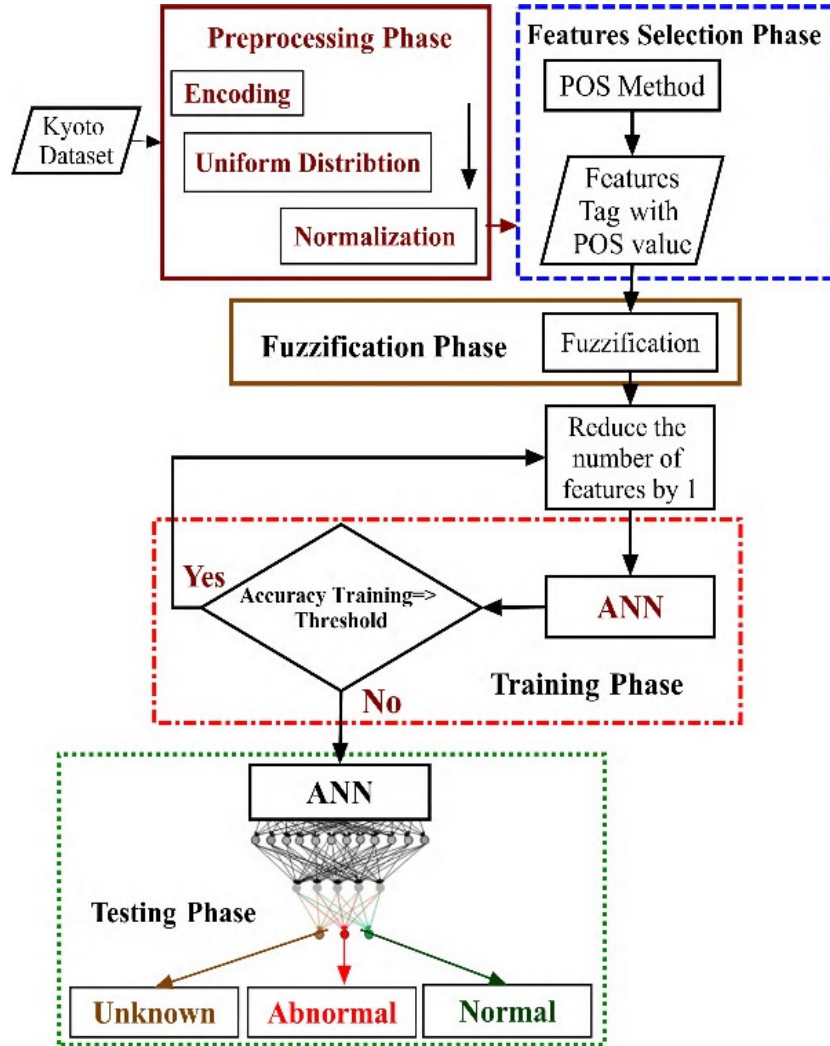 Preprocessing Phase
Encoding
Uniform Distribtion
Normalization
Kyoto
Dataset
Features Selection Phase
POS Method
Features
Tag with
POS value
Fuzzification Phase
Fuzzification
Reduce the
number of
features by 1
Yes
Accuracy Training=>
Threshold
ANN
Training Phase
No
ANN
Testing Phase
Unknown
Abnormal
Normal